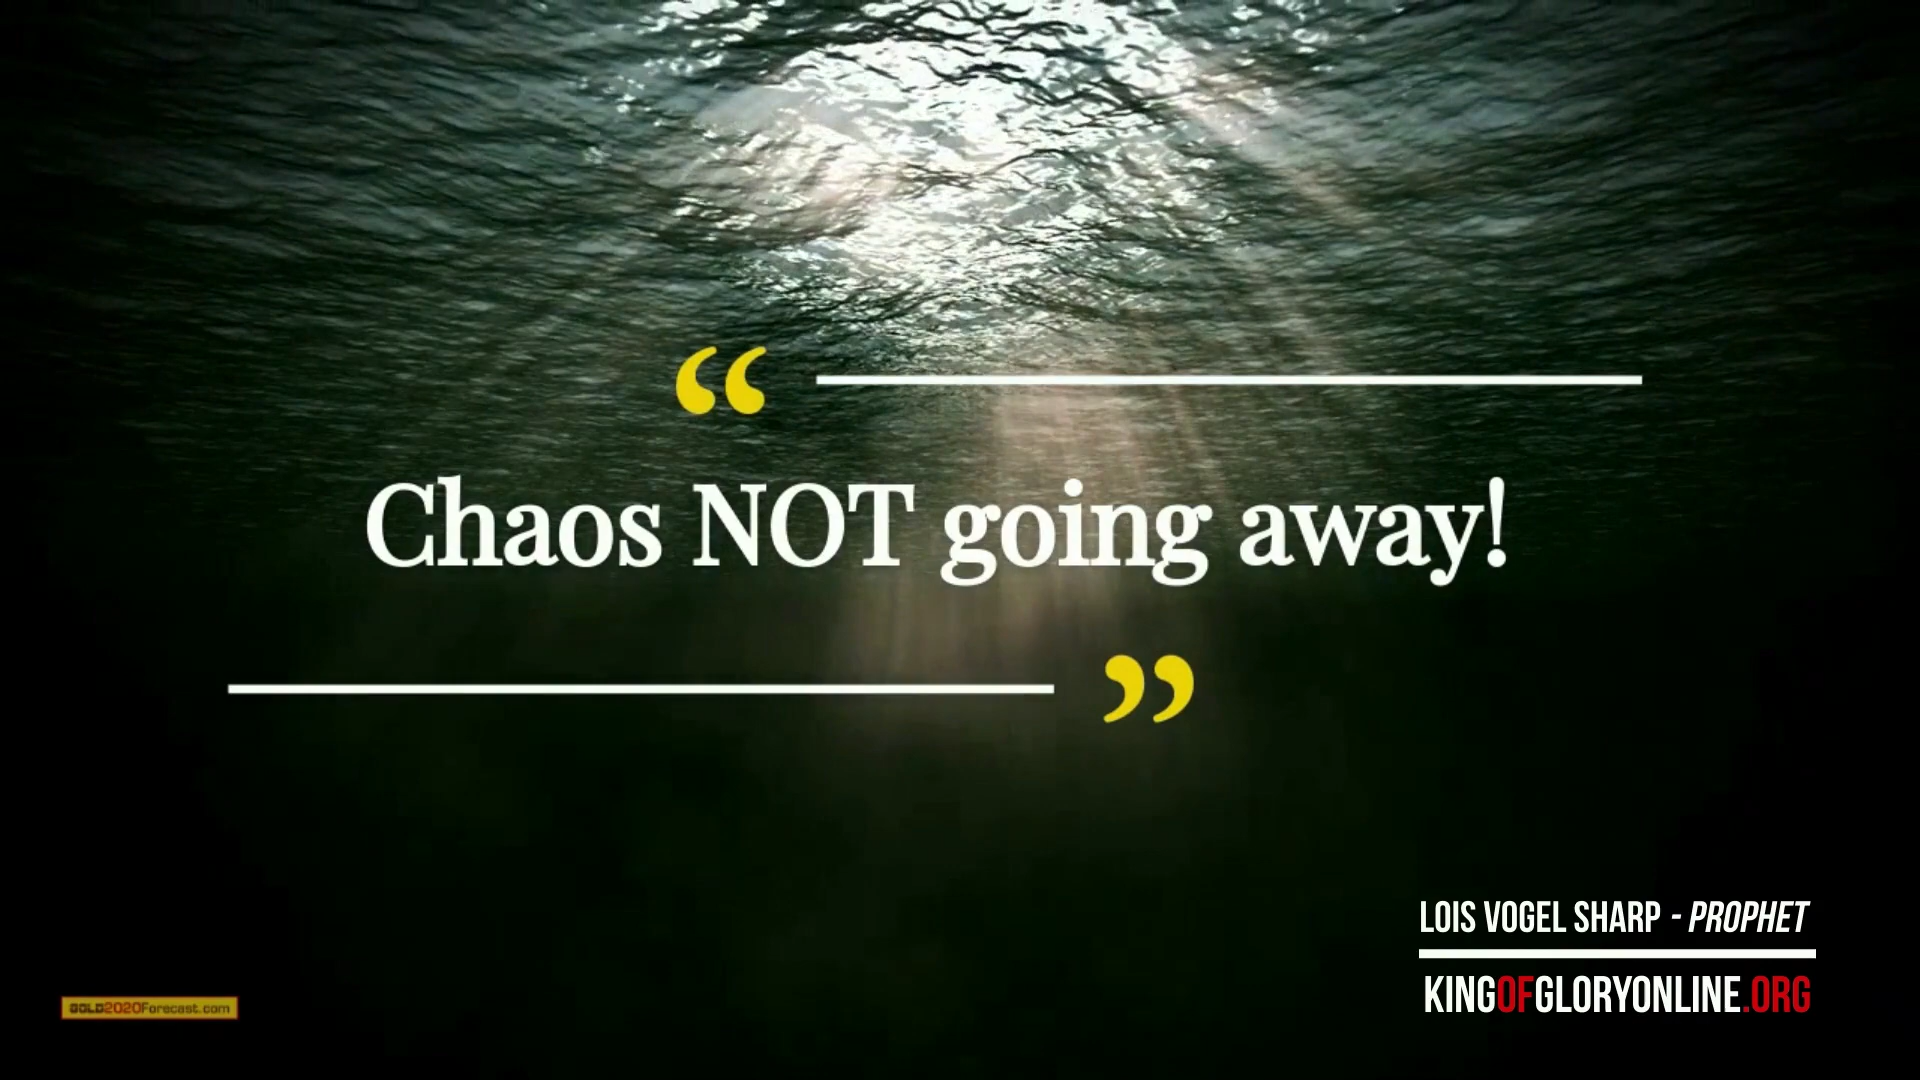 “
Chaos NOT going away!
”
LOIS VOGEL SHARP - PROPHET
KINGOFGLORYONLINE.ORG
GOLD2020Forecast.com